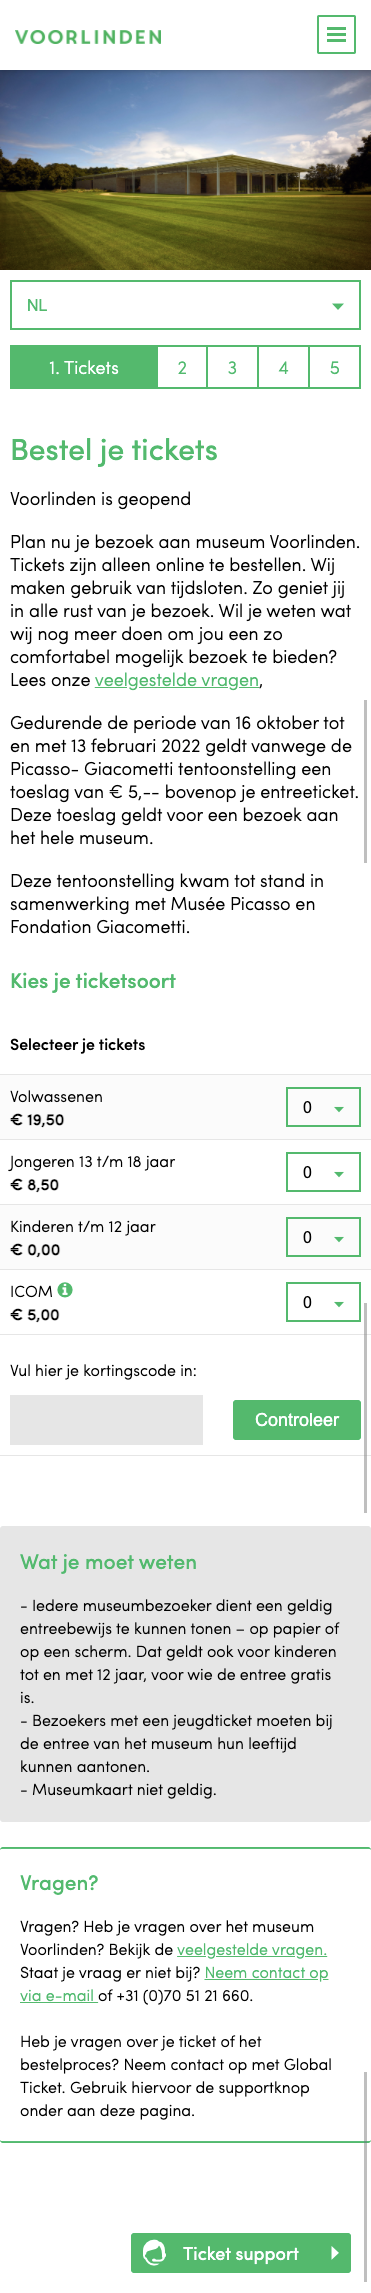 VOORLINDEN
NL
1. Tickets 2 3 4 5
Bestel je tickets
Voorlinden is geopend
Plan nu je bezoek aan museum Voorlinden.
Tickets zijn alleen online te bestellen. Wij
maken gebruik van tijdsloten. Zo geniet jij
in alle rust van je bezoek. Wil je weten wat
wij nog meer doen om jou een zo
comfortabel mogelijk bezoek te bieden?
Lees onze veelgestelde vragen,
Gedurende de periode van 16 oktober tot
en met 13 februari 2022 geldt vanwege de
Picasso- Giacometti tentoonstelling een
toeslag van € 5,-- bovenop je entreeticket.
Deze toeslag geldt voor een bezoek aan
het hele museum.
Deze tentoonstelling kwam tot stand in
samenwerking met Musée Picasso en
Fondation Giacometti.
Kies je ticketsoort
Selecteer je tickets
Volwassenen
€ 19,50
0
Jongeren 13 t/m 18 jaar
€ 8,50
0
Kinderen t/m 12 jaar
€ 0,00
0
ICOM
€ 5,00
0
Vul hier je kortingscode in:
Controleer
Wat je moet weten
- Iedere museumbezoeker dient een geldig
entreebewijs te kunnen tonen – op papier of
op een scherm. Dat geldt ook voor kinderen
tot en met 12 jaar, voor wie de entree gratis
is.
- Bezoekers met een jeugdticket moeten bij
de entree van het museum hun leeftijd
kunnen aantonen.
- Museumkaart niet geldig.
Vragen?
Vragen? Heb je vragen over het museum
Voorlinden? Bekijk de veelgestelde vragen.
Staat je vraag er niet bij? Neem contact op
via e-mail of +31 (0)70 51 21 660.
Heb je vragen over je ticket of het
bestelproces? Neem contact op met Global
Ticket. Gebruik hiervoor de supportknop
onder aan deze pagina.
Ticket support